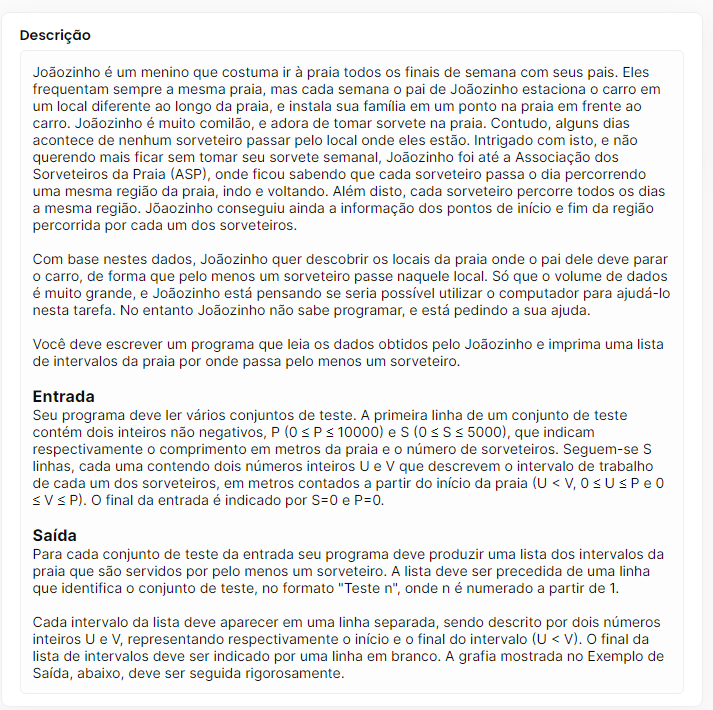 Descrição
Joãozinho é um menino que costuma ir à praia todos os finais de semana com seus pais. Eles
frequentam sempre a mesma praia, mas cada semana o pai de Joãozinho estaciona o carro em
um local diferente ao longo da praia, e instala sua família em um ponto na praia em frente ao
carro. Joãozinho é muito comilão, e adora de tomar sorvete na praia. Contudo, alguns dias
acontece de nenhum sorveteiro passar pelo local onde eles estão. Intrigado com isto, e não
querendo mais ficar sem tomar seu sorvete semanal, Joãozinho foi até a Associação dos
Sorveteiros da Praia (ASP), onde ficou sabendo que cada sorveteiro passa o dia percorrendo
uma mesma região da praia, indo e voltando. Além disto, cada sorveteiro percorre todos os dias
a mesma região. Jõaozinho conseguiu ainda a informação dos pontos de início e fim da região
percorrida por cada um dos sorveteiros.
Com base nestes dados, Joãozinho quer descobrir os locais da praia onde o pai dele deve parar
o carro, de forma que pelo menos um sorveteiro passe naquele local. Só que o volume de dados
é muito grande, e Joãozinho está pensando se seria possível utilizar o computador para ajudá-lo
nesta tarefa. No entanto Joãozinho não sabe programar, e está pedindo a sua ajuda.
Você deve escrever um programa que leia os dados obtidos pelo Joãozinho e imprima uma lista
de intervalos da praia por onde passa pelo menos um sorveteiro.
Entrada
Seu programa deve ler vários conjuntos de teste. A primeira linha de um conjunto de teste
contém dois inteiros não negativos, P (0 ≤ P ≤ 10000) e S (0 ≤ S ≤ 5000), que indicam
respectivamente o comprimento em metros da praia e o número de sorveteiros. Seguem-se S
linhas, cada uma contendo dois números inteiros U e V que descrevem o intervalo de trabalho
de cada um dos sorveteiros, em metros contados a partir do início da praia (U < V, 0 ≤ U ≤ P e 0
≤ V ≤ P). O final da entrada é indicado por S=0 e P=0.
Saída
Para cada conjunto de teste da entrada seu programa deve produzir uma lista dos intervalos da
praia que são servidos por pelo menos um sorveteiro. A lista deve ser precedida de uma linha
que identifica o conjunto de teste, no formato "Teste n", onde n é numerado a partir de 1.
Cada intervalo da lista deve aparecer em uma linha separada, sendo descrito por dois números
inteiros U e V, representando respectivamente o início e o final do intervalo (U < V). O final da
lista de intervalos deve ser indicado por uma linha em branco. A grafia mostrada no Exemplo de
Saída, abaixo, deve ser seguida rigorosamente.